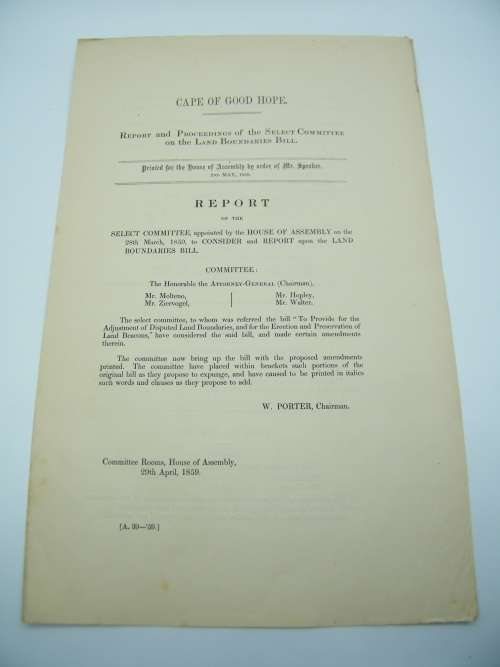 CAPE OF GOOD HOPE.
REPORT and PROCEEDINGS of the SELECT COMMITTEE
on the LAND BOUNDARIES BILL.
Printed for the House of Assembly by order of Mr. Speaker.
MAY, 1859.
REPORT
OF THE
SELECT COMMITTEE, appointed by the HOUSE OF ASSEMBLY on the
28th March, 1859, to CONSIDER and REPORT upon the LAND
BOUNDARIES BILL.
COMMITTEE:
The Honorable the ATTORNEY-GENERAL (Chairman).
Mr. Molteno,
Mr. Ziervogel,
Mr. Hopley,
Mr. Walter.
The select committee, to whom was referred the bill "To Provide for the
Adjustment of Disputed Land Boundaries, and for the Erection and Preservation of
Land Beacons," have considered the said bill, and made certain amendments
therein.
The committee now bring up the bill with the proposed amendments
printed. The committee have placed within brackets such portions of the
original bill as they propose to expunge, and have caused to be printed in italics
such words and clauses as they propose to add.
W. PORTER, Chairman.
Committee Rooms, House of Assembly,
29th April, 1859.